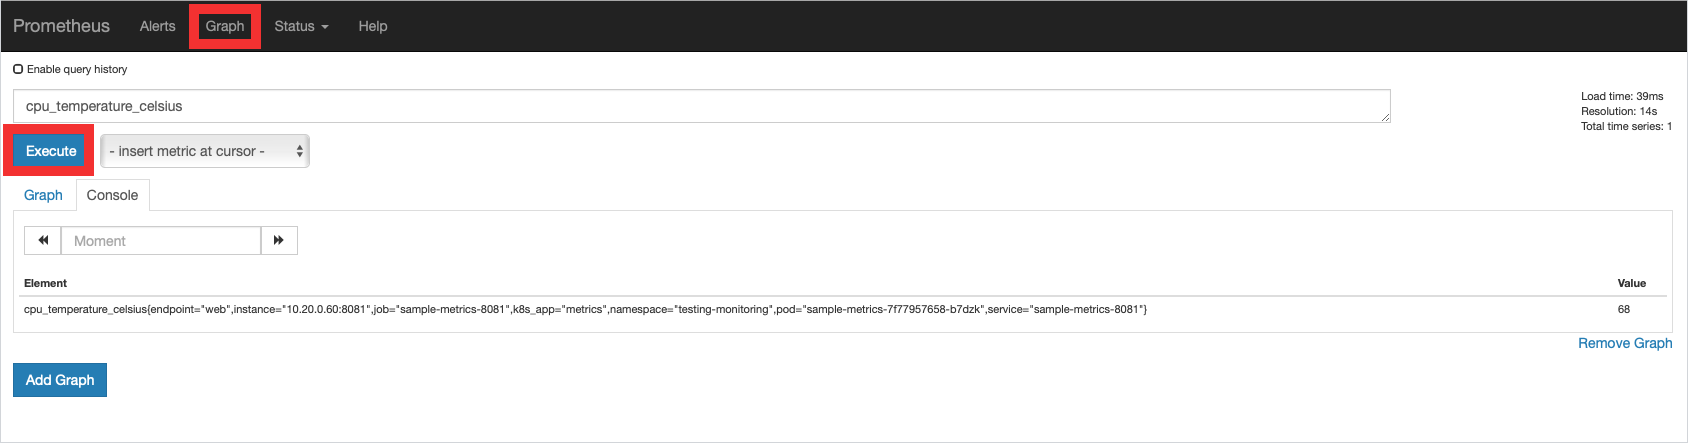 Prometheus Alerts Graph Status Help
Enable query history
cpu_temperature_celsius
Load time: 39ms
Resolution: 14s
Total time series: 1
Execute - insert metric at cursor -
Graph Console
Moment
Element Value
cpu_temperature_celsius{endpoint="web",instance="10.20.0.60:8081",job="sample-metrics-8081",k8s_app="metrics",namespace="testing-monitoring",pod="sample-metrics-7f77957658-b7dzk",service="sample-metrics-8081"} 68
Remove Graph
Add Graph